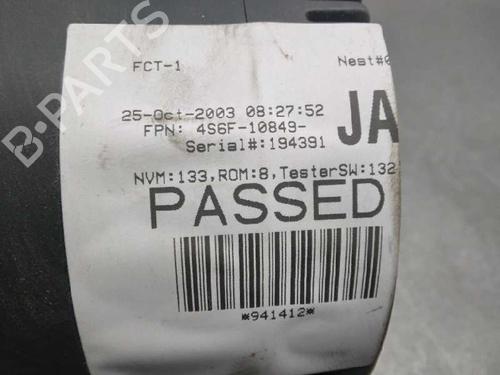 B-PARTS
FCT-1 Nest#0
25-Oct-2003 08:27:52
FPN: 4S6F-10849- JA
Serial#:194391
NVM:133,ROM:8,TesterSW:132
PASSED
*941412*
B-PARTS